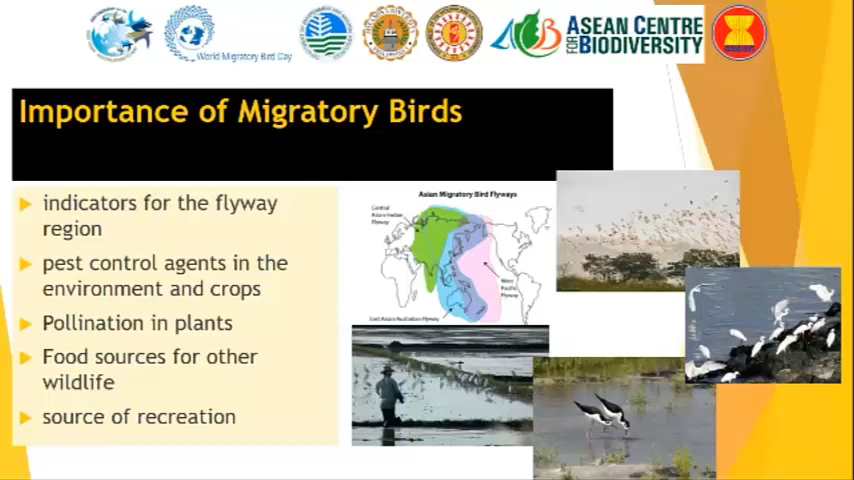 World Migratory Bird Day
ASEAN CENTRE
FOR BIODIVERSITY
asean
Importance of Migratory Birds
indicators for the flyway
region
pest control agents in the
environment and crops
Pollination in plants
Food sources for other
wildlife
source of recreation
Asian Migratory Bird Flyways
Central
Asian-Indian
Flyway
West
Pacific
Flyway
East Asian-Australian Flyway